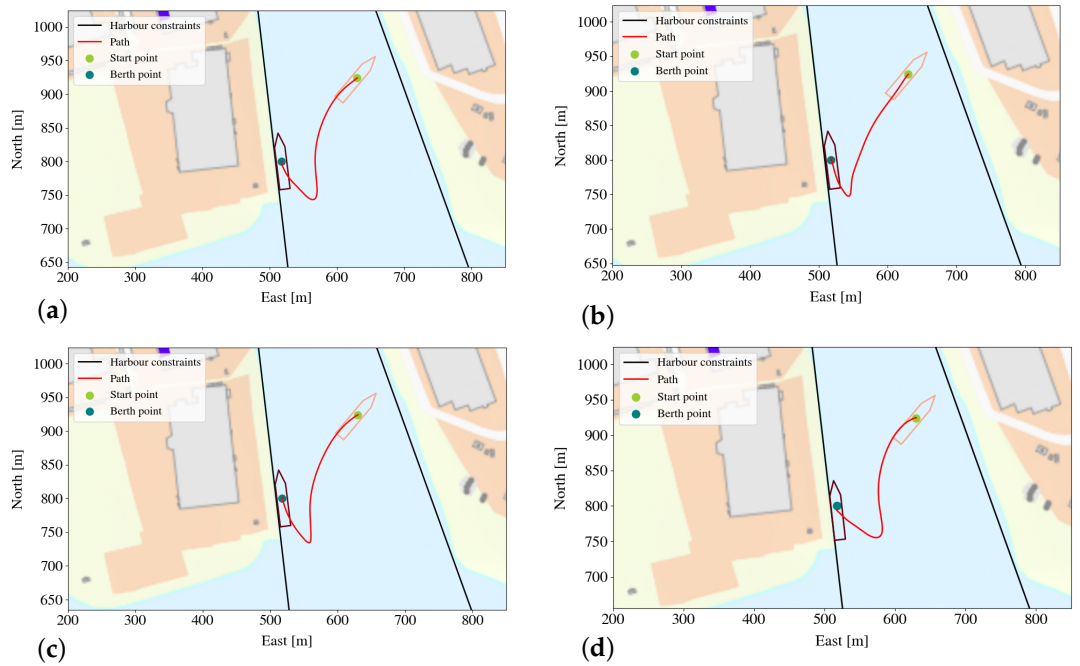 1000
950
900
850
800
750
700
650
North [m]
Harbour constraints
Path
Start point
Berth point
200 300 400 500 600 700 800
East [m]
(a)
1000
950
900
850
800
750
700
650
North [m]
Harbour constraints
Path
Start point
Berth point
200 300 400 500 600 700 800
East [m]
(b)
1000
950
900
850
800
750
700
650
North [m]
Harbour constraints
Path
Start point
Berth point
200 300 400 500 600 700 800
East [m]
(c)
1000
950
900
850
800
750
700
North [m]
Harbour constraints
Path
Start point
Berth point
200 300 400 500 600 700 800
East [m]
(d)